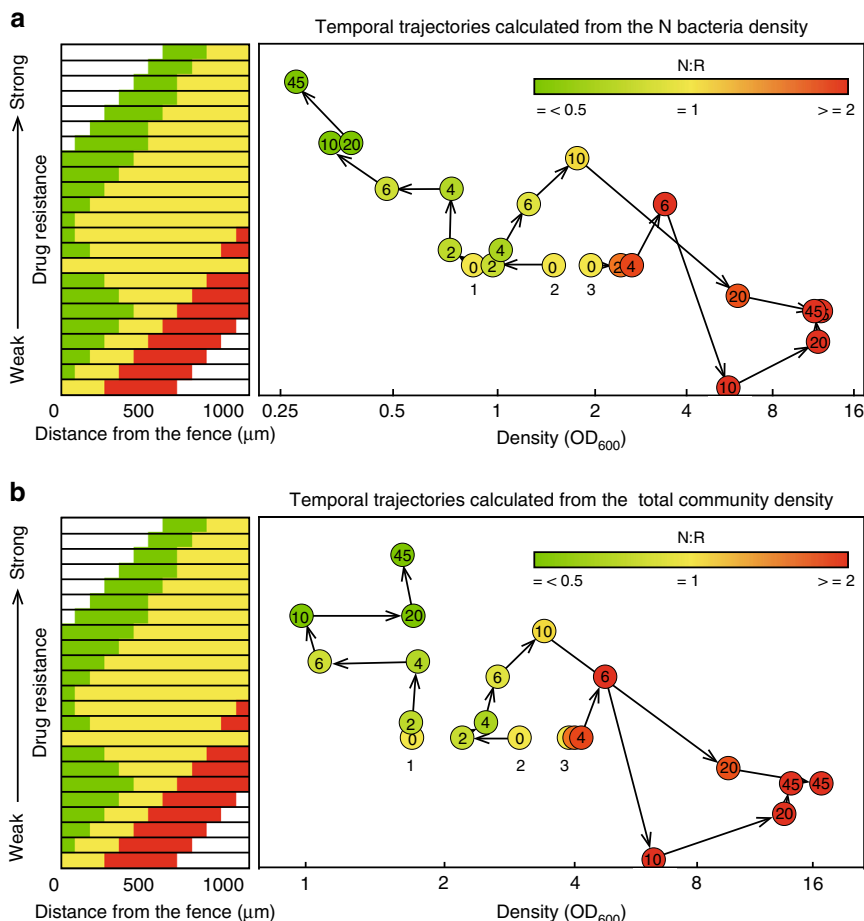 a
Temporal trajectories calculated from the N bacteria density
Weak
Drug resistance
Strong
0 500 1000
Distance from the fence (μm)
N:R
= < 0.5 = 1 >= 2
45
10 20
10
6 4 6 6
2 0 2 4 0 0 2 4
1 2 3
20
45
20
10
0.25 0.5 1 2 4 8 16
Density (OD600)
b
Temporal trajectories calculated from the total community density
Weak
Drug resistance
Strong
0 500 1000
Distance from the fence (μm)
N:R
= < 0.5 = 1 >= 2
45
10 20
10
6 4 6 6
2 4
0 2 0 4
1 2 3
20
45 45
20
10
1 2 4 8 16
Density (OD600)